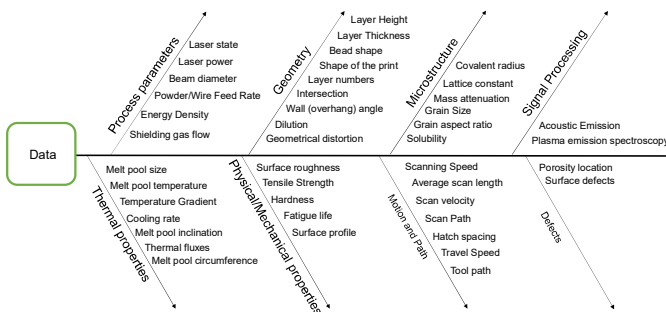 Data
Process parameters
Laser state
Laser power
Beam diameter
Powder/Wire Feed Rate
Energy Density
Shielding gas flow
Geometry
Layer Height
Layer Thickness
Bead shape
Shape of the print
Layer numbers
Intersection
Wall (overhang) angle
Dilution
Geometrical distortion
Microstructure
Covalent radius
Lattice constant
Mass attenuation
Grain Size
Grain aspect ratio
Solubility
Signal Processing
Acoustic Emission
Plasma emission spectroscopy
Thermal properties
Melt pool size
Melt pool temperature
Temperature Gradient
Cooling rate
Melt pool inclination
Thermal fluxes
Melt pool circumference
Physical/Mechanical properties
Surface roughness
Tensile Strength
Hardness
Fatigue life
Surface profile
Motion and Path
Scanning Speed
Average scan length
Scan velocity
Scan Path
Hatch spacing
Travel Speed
Tool path
Defects
Porosity location
Surface defects